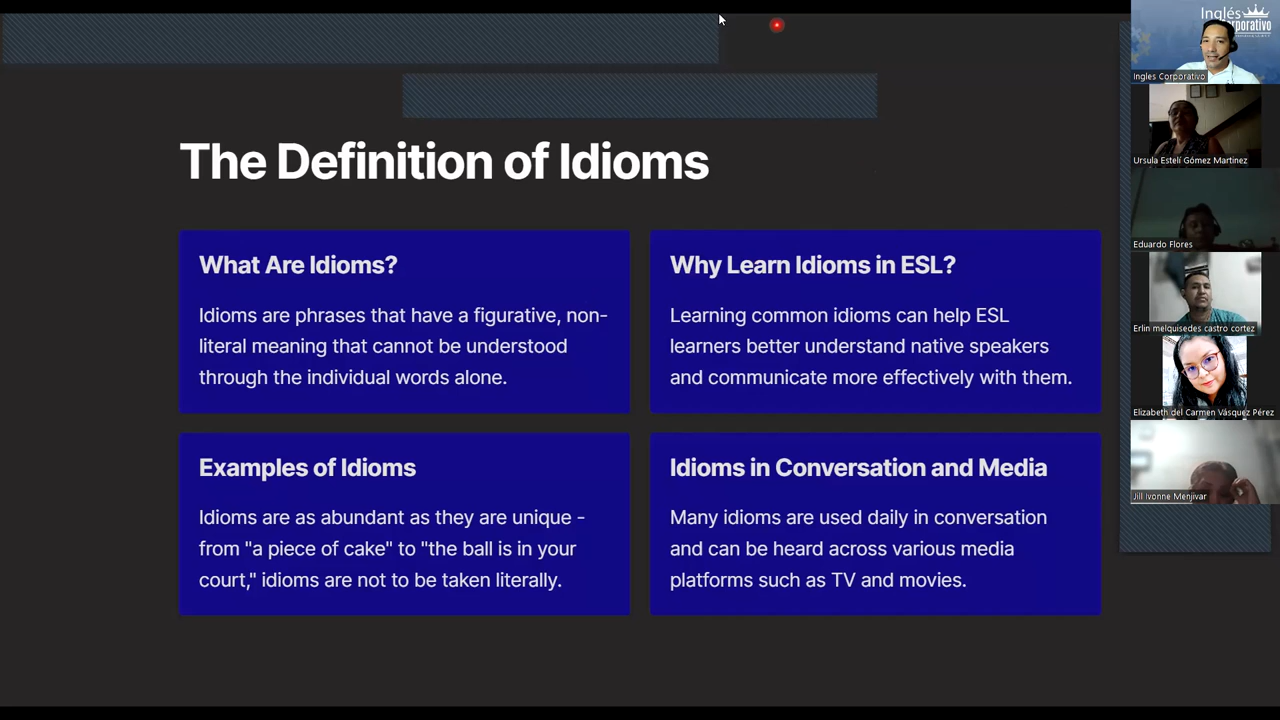 The Definition of Idioms
What Are Idioms?
Idioms are phrases that have a figurative, non-
literal meaning that cannot be understood
through the individual words alone.
Why Learn Idioms in ESL?
Learning common idioms can help ESL
learners better understand native speakers
and communicate more effectively with them.
Examples of Idioms
Idioms are as abundant as they are unique -
from "a piece of cake" to "the ball is in your
court," idioms are not to be taken literally.
Idioms in Conversation and Media
Many idioms are used daily in conversation
and can be heard across various media
platforms such as TV and movies.
Inglés
Ingles Corporativo
Ursula Estelí Gómez Martinez
Eduardo Flores
Erlin melquisedes castro cortez
Elizabeth del Carmen Vásquez Pérez
Jill Ivonne Menjivar